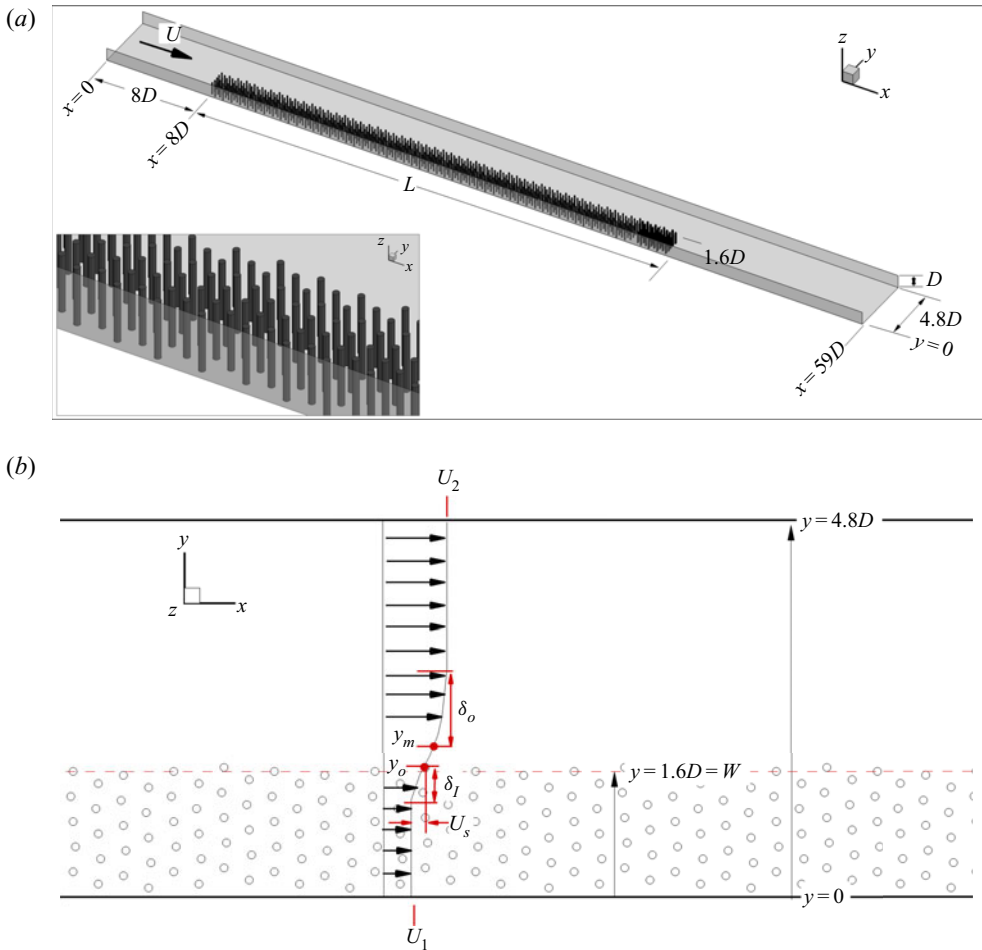 (a)
U
z
y
x
x = 0
8D
x = 8D
L
1.6D
D
4.8D
y = 0
x = 59D
z
y
x
(b)
U2
y = 4.8D
y
z
x
δo
ym
yo
y = 1.6D = W
δI
Us
y = 0
U1